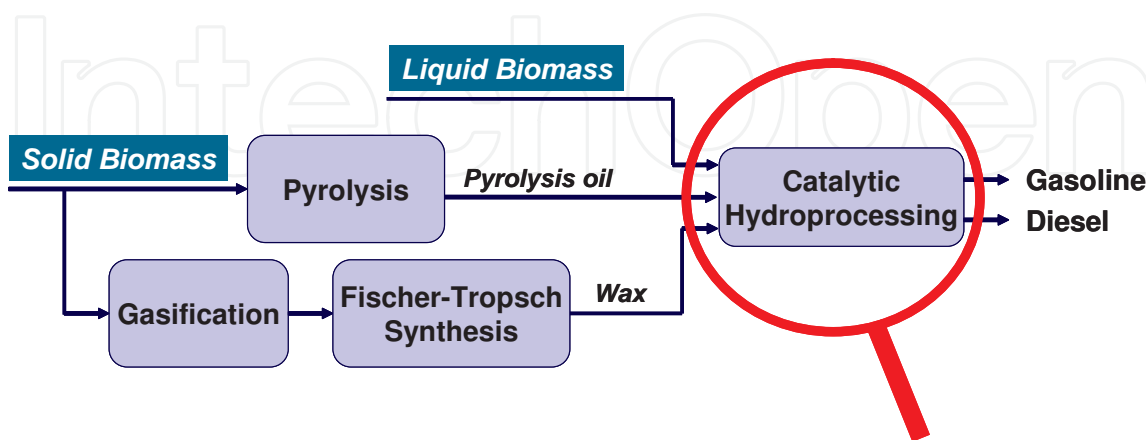 IntechOpen
Liquid Biomass
Solid Biomass
Pyrolysis
Pyrolysis oil
Catalytic
Hydroprocessing
Gasoline
Diesel
Gasification
Fischer-Tropsch
Synthesis
Wax